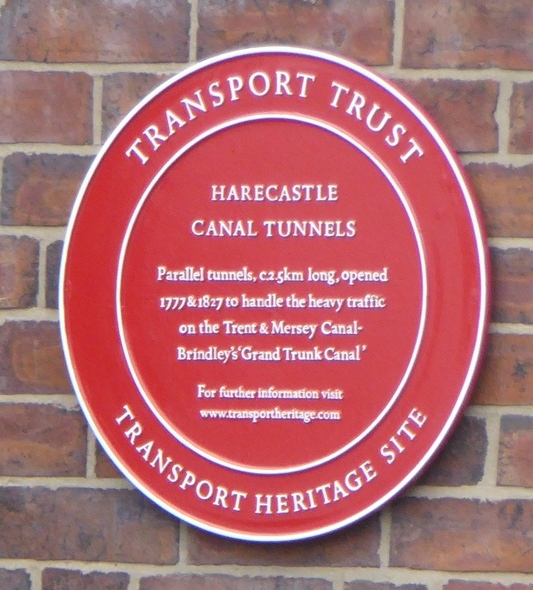 TRANSPORT TRUST
HARECASTLE
CANAL TUNNELS
Parallel tunnels, c.2.5km long, opened
1777 & 1827 to handle the heavy traffic
on the Trent & Mersey Canal-
Brindley's 'Grand Trunk Canal'
For further information visit
www.transportheritage.com
TRANSPORT HERITAGE SITE